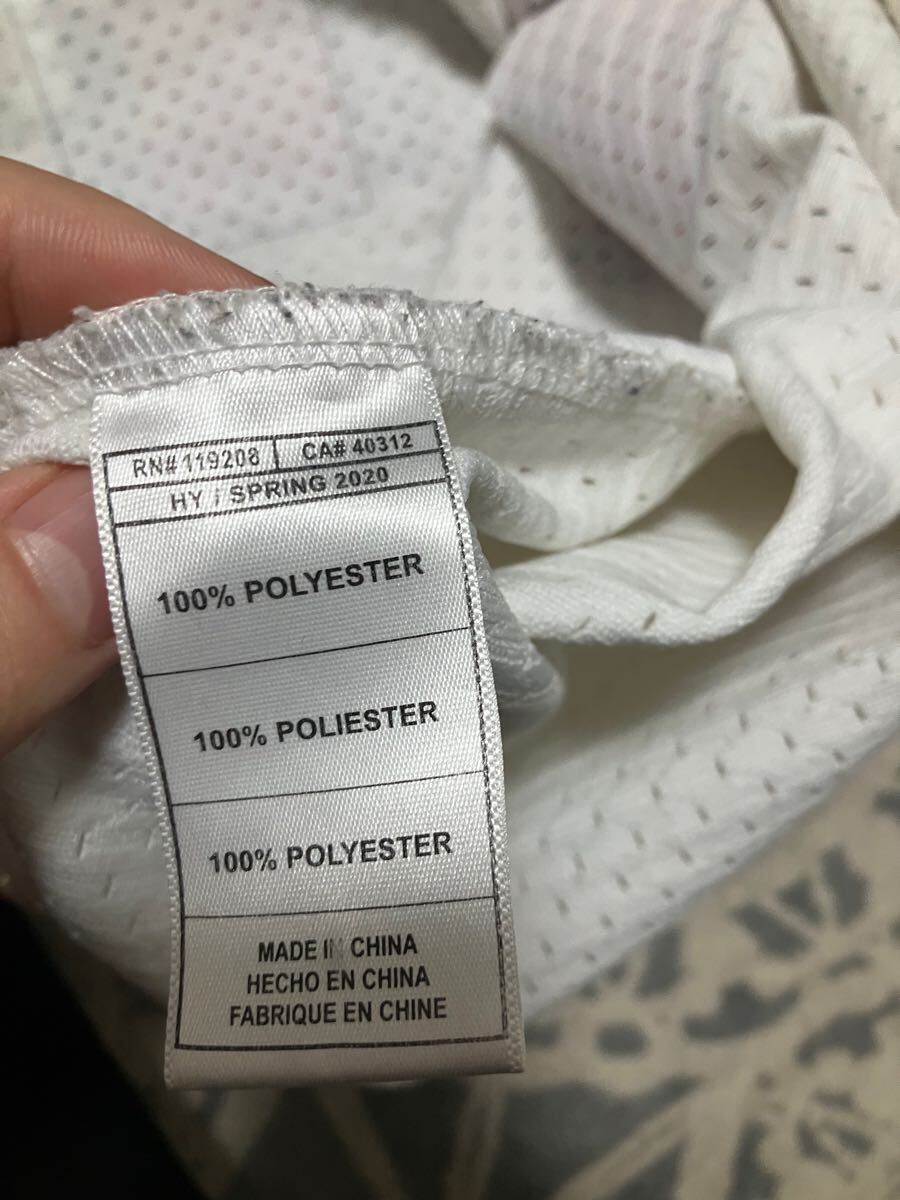 RN# 119208 CA# 40312
HY / SPRING 2020
100% POLYESTER
100% POLIESTER
100% POLYESTER
MADE IN CHINA
HECHO EN CHINA
FABRIQUE EN CHINE